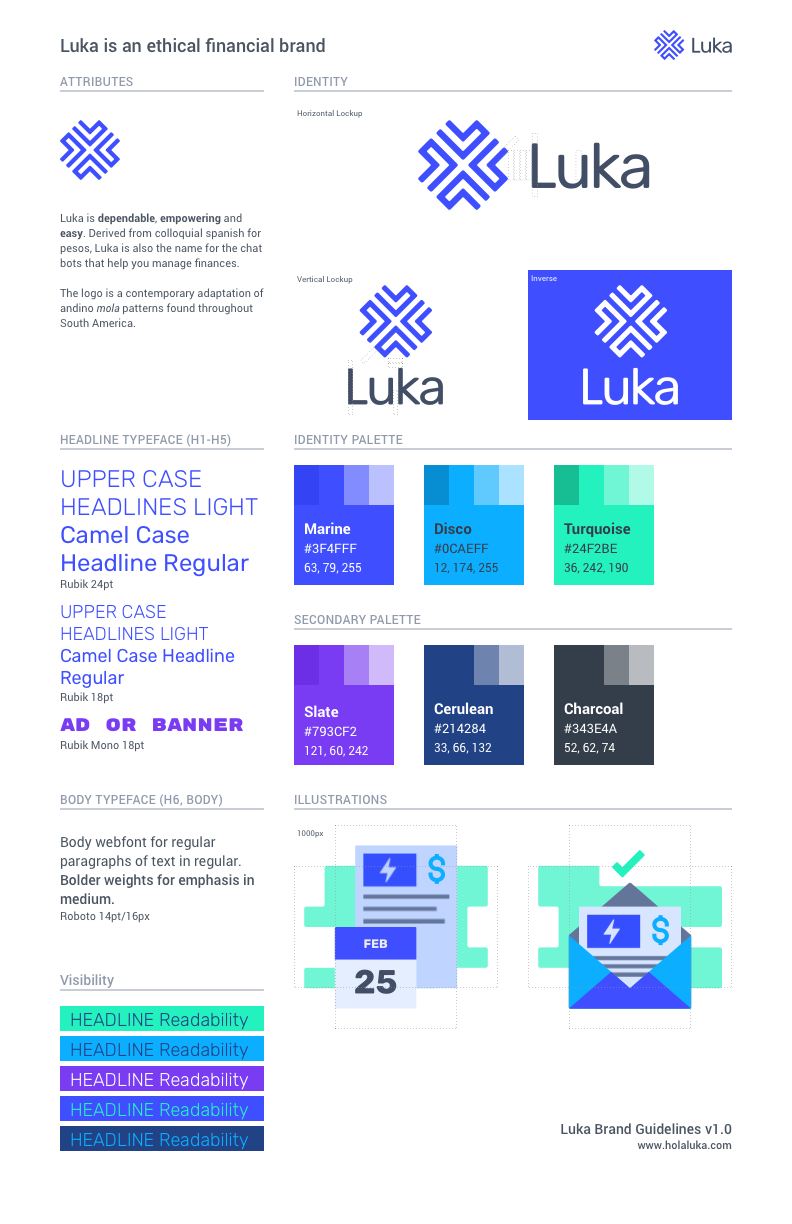 Luka is an ethical financial brand
Luka
ATTRIBUTES
Luka is dependable, empowering and
easy. Derived from colloquial spanish for
pesos, Luka is also the name for the chat
bots that help you manage finances.
The logo is a contemporary adaptation of
andino mola patterns found throughout
South America.
IDENTITY
Horizontal Lockup
Luka
Vertical Lockup
Luka
Inverse
Luka
HEADLINE TYPEFACE (H1-H5)
UPPER CASE
HEADLINES LIGHT
Camel Case
Headline Regular
Rubik 24pt
UPPER CASE
HEADLINES LIGHT
Camel Case Headline
Regular
Rubik 18pt
AD OR BANNER
Rubik Mono 18pt
IDENTITY PALETTE
Marine
#3F4FFF
63, 79, 255
Disco
#0CAEFF
12, 174, 255
Turquoise
#24F2BE
36, 242, 190
SECONDARY PALETTE
Slate
#793CF2
121, 60, 242
Cerulean
#214284
33, 66, 132
Charcoal
#343E4A
52, 62, 74
BODY TYPEFACE (H6, BODY)
Body webfont for regular
paragraphs of text in regular.
Bolder weights for emphasis in
medium.
Roboto 14pt/16px
Visibility
HEADLINE Readability
HEADLINE Readability
HEADLINE Readability
HEADLINE Readability
HEADLINE Readability
ILLUSTRATIONS
1000px
$
FEB
25
$
Luka Brand Guidelines v1.0
www.holaluka.com